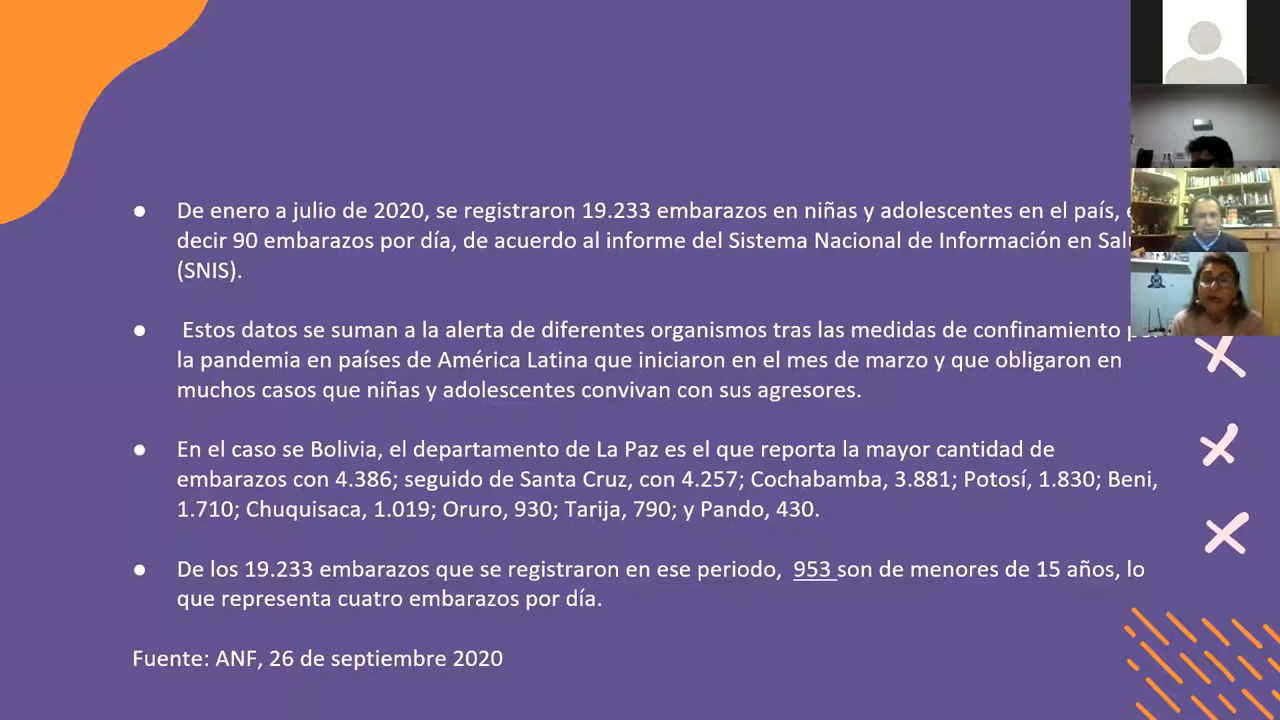 ● De enero a julio de 2020, se registraron 19.233 embarazos en niñas y adolescentes en el país,
decir 90 embarazos por día, de acuerdo al informe del Sistema Nacional de Información en
(SNIS).
● Estos datos se suman a la alerta de diferentes organismos tras las medidas de confinamiento
la pandemia en países de América Latina que iniciaron en el mes de marzo y que obligaron en
muchos casos que niñas y adolescentes convivan con sus agresores.
● En el caso se Bolivia, el departamento de La Paz es el que reporta la mayor cantidad de
embarazos con 4.386; seguido de Santa Cruz, con 4.257; Cochabamba, 3.881; Potosí, 1.830; Beni,
1.710; Chuquisaca, 1.019; Oruro, 930; Tarija, 790; y Pando, 430.
● De los 19.233 embarazos que se registraron en ese periodo, 953 son de menores de 15 años, lo
que representa cuatro embarazos por día.
Fuente: ANF, 26 de septiembre 2020